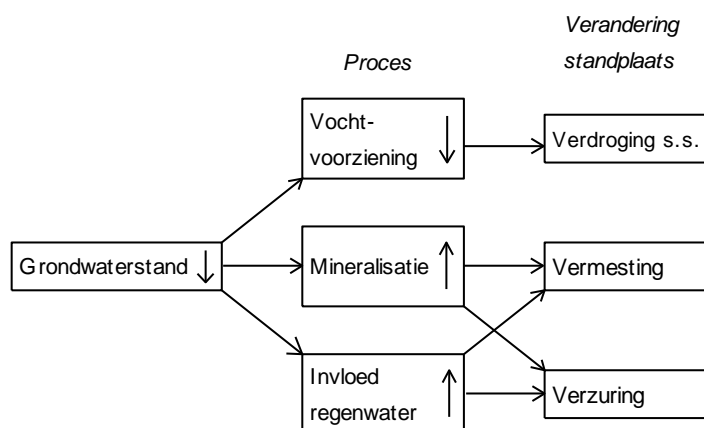 Verandering
standplaats
Proces
Vocht-
voorziening
Verdroging s.s.
Grondwaterstand
Mineralisatie
Vermesting
Invloed
regenwater
Verzuring